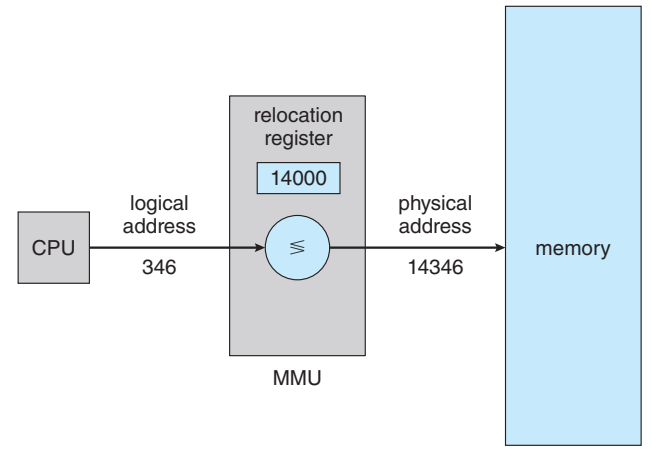 relocation
register
14000
logical
address
346
CPU
≶
physical
address
14346
memory
MMU